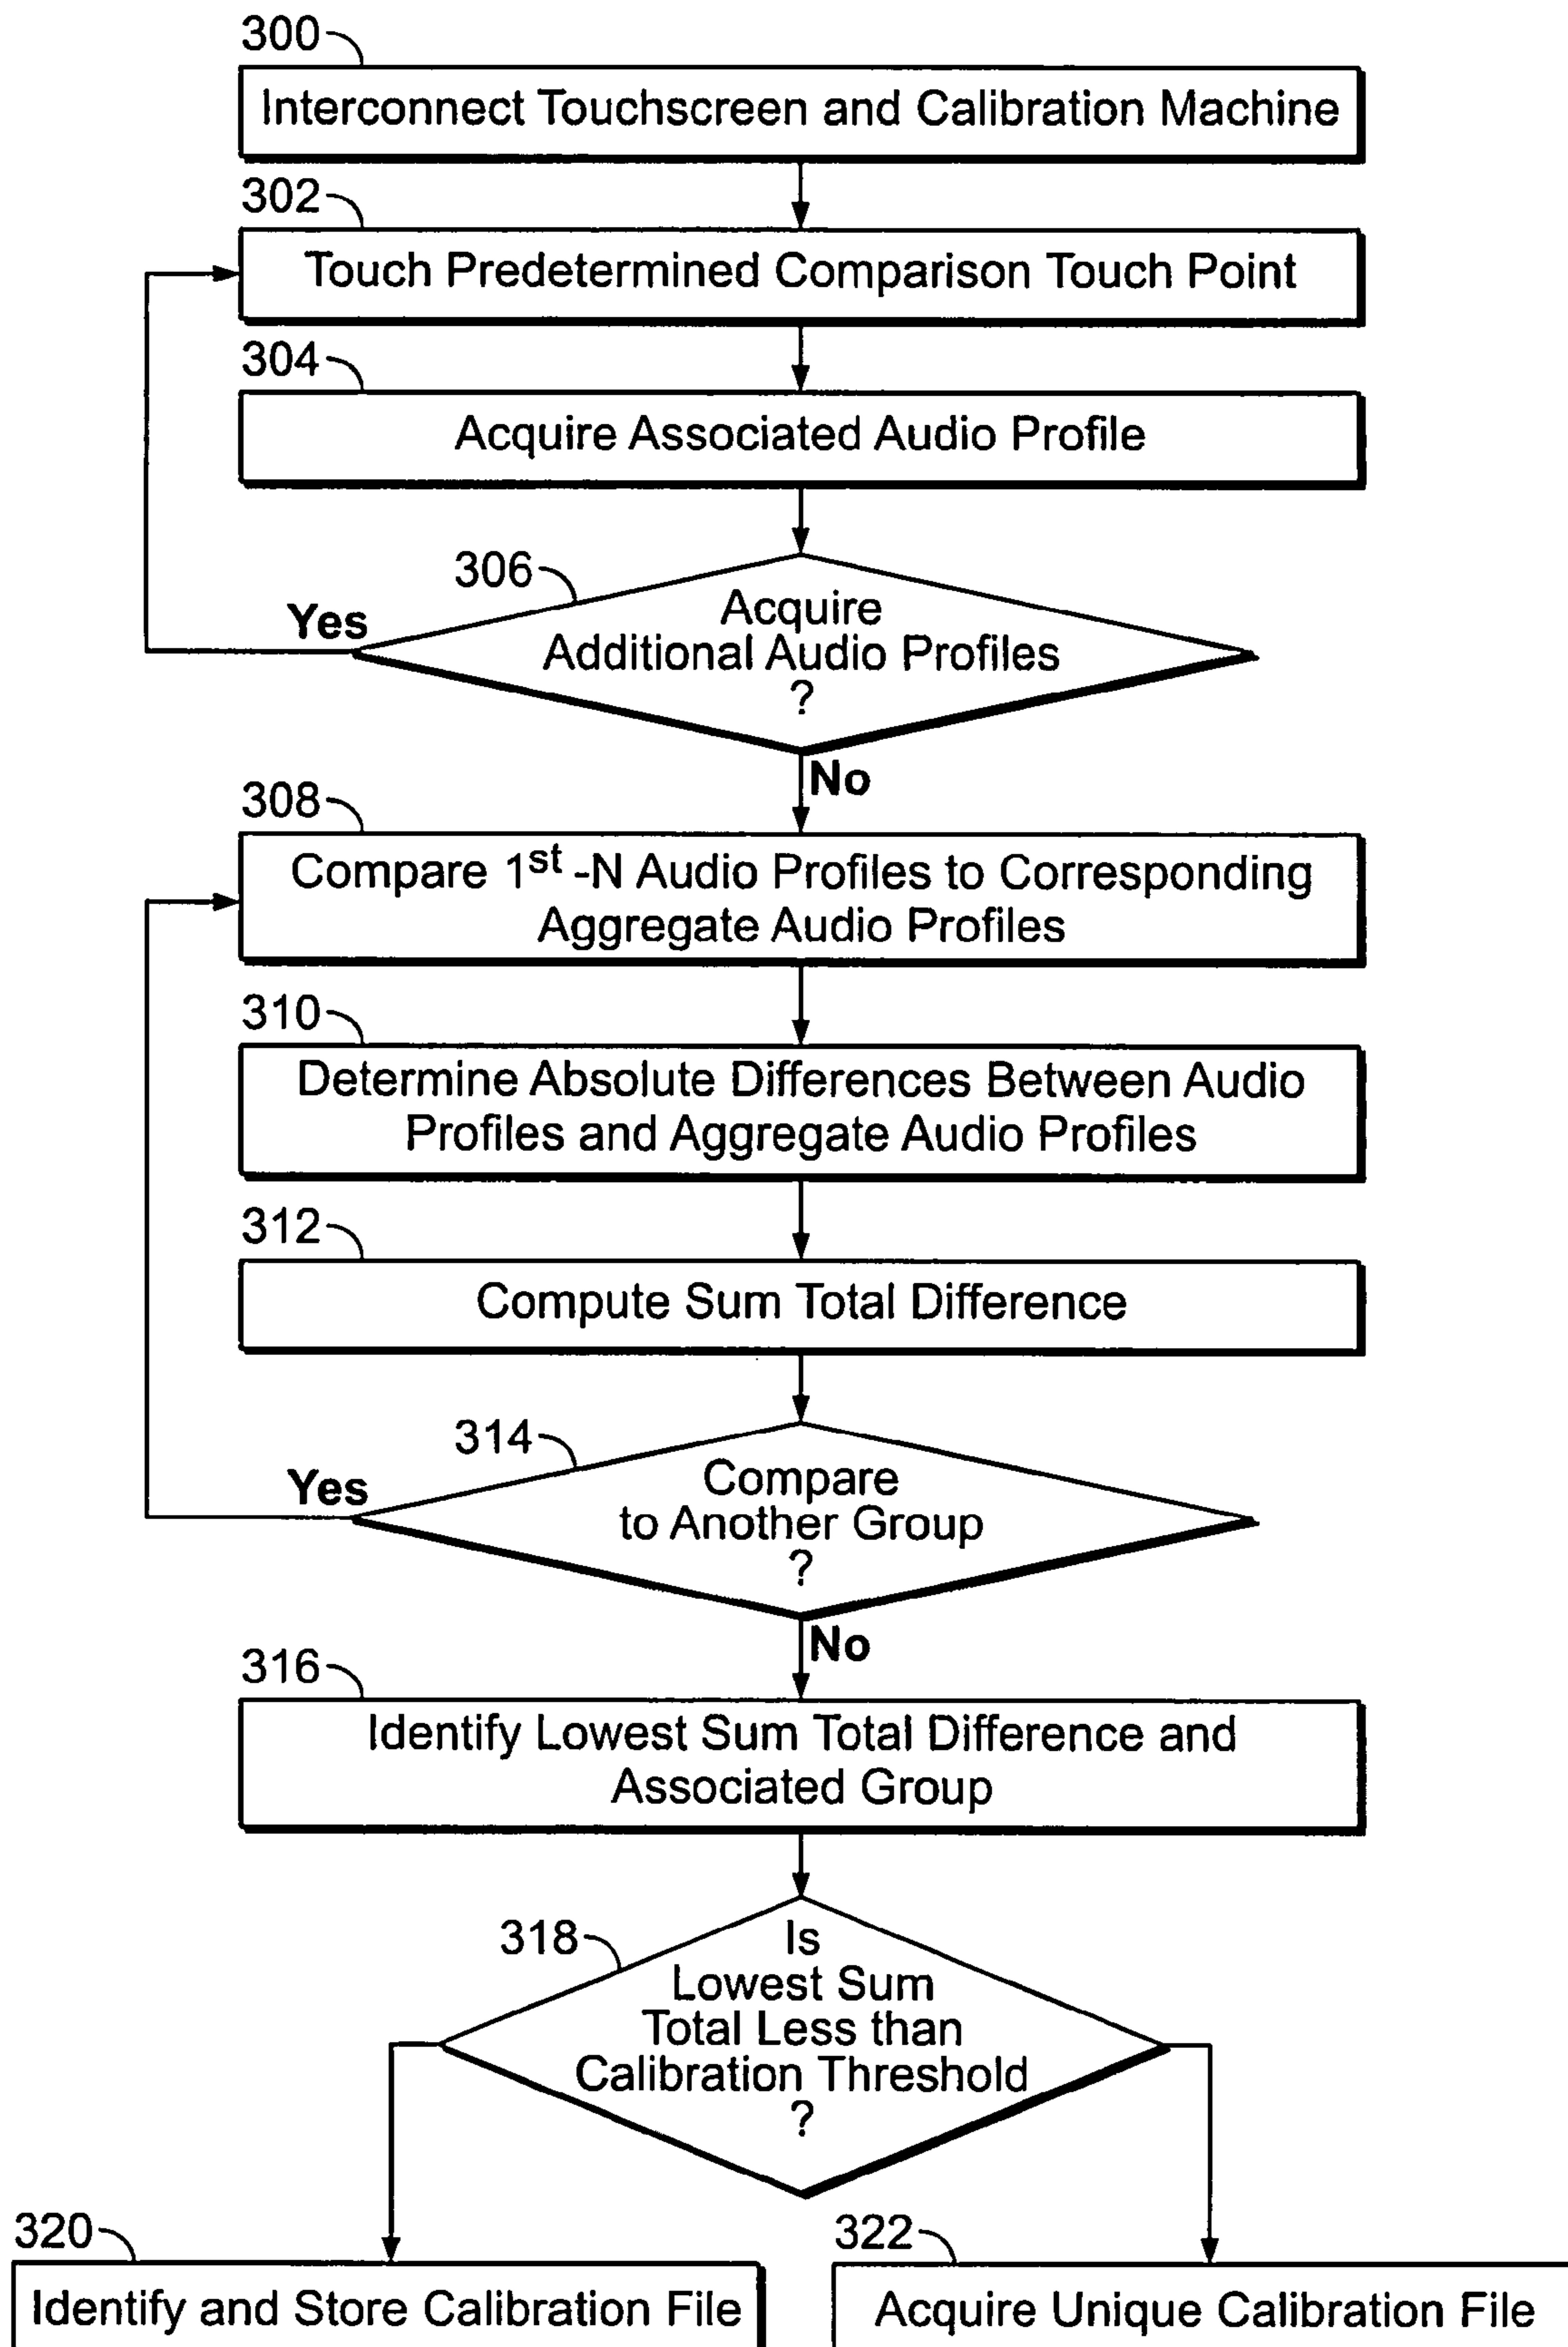 300
Interconnect Touchscreen and Calibration Machine
302
Touch Predetermined Comparison Touch Point
304
Acquire Associated Audio Profile
306
Acquire
Additional Audio Profiles
?
Yes
No
308
Compare 1st -N Audio Profiles to Corresponding
Aggregate Audio Profiles
310
Determine Absolute Differences Between Audio
Profiles and Aggregate Audio Profiles
312
Compute Sum Total Difference
314
Compare
to Another Group
?
Yes
No
316
Identify Lowest Sum Total Difference and
Associated Group
318
Is
Lowest Sum
Total Less than
Calibration Threshold
?
320
Identify and Store Calibration File
322
Acquire Unique Calibration File